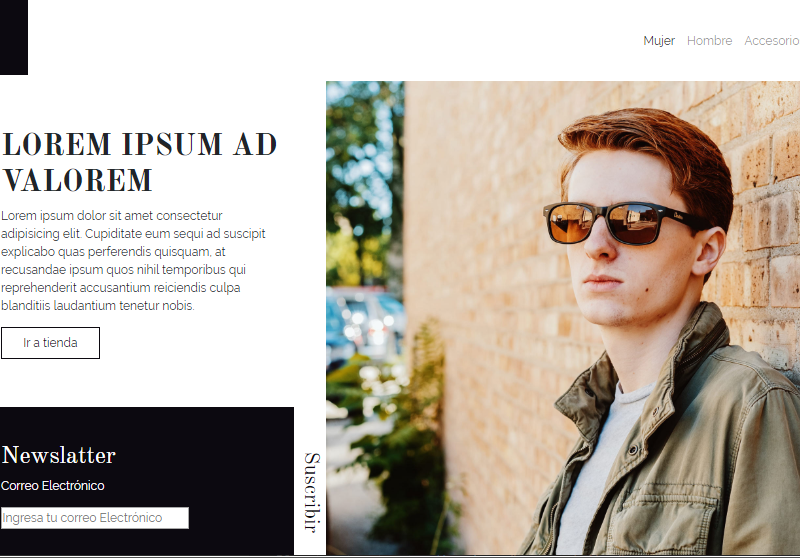 Mujer Hombre Accesorio
LOREM IPSUM AD
VALOREM
Lorem ipsum dolor sit amet consectetur
adipisicing elit. Cupiditate eum sequi ad suscipit
explicabo quas perferendis quisquam, at
recusandae ipsum quos nihil temporibus qui
reprehenderit accusantium reiciendis culpa
blanditiis laudantium tenetur nobis.
Ir a tienda
Newslatter
Correo Electrónico
Ingresa tu correo Electrónico
Suscribir